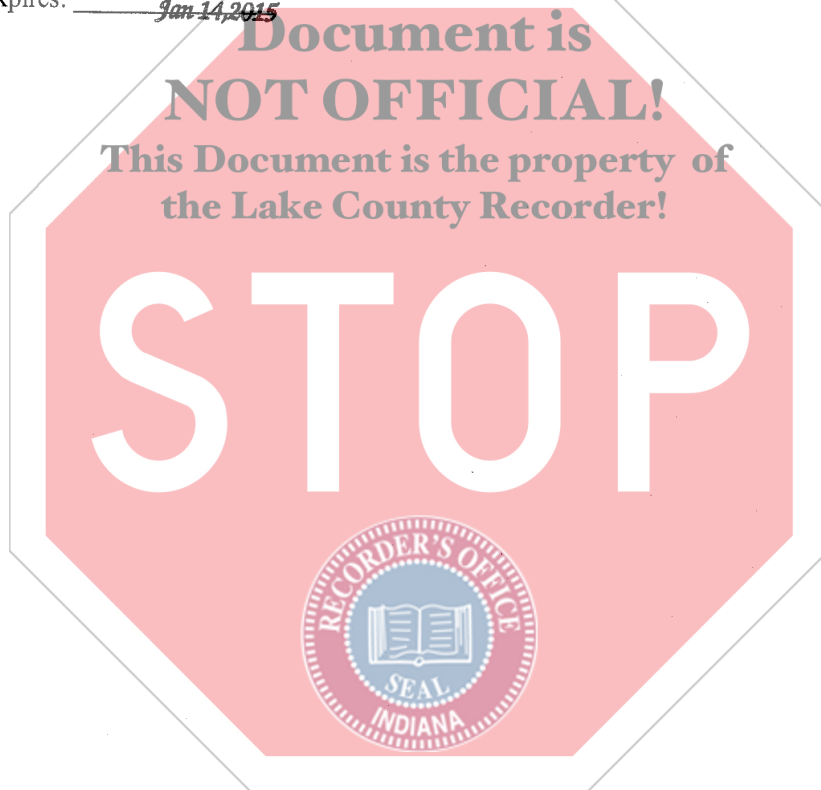 xpires: Jan 14,2015
Document is
NOT OFFICIAL!
This Document is the property of
the Lake County Recorder!
STOP
RECORDER'S OFFICE
SEAL
INDIANA